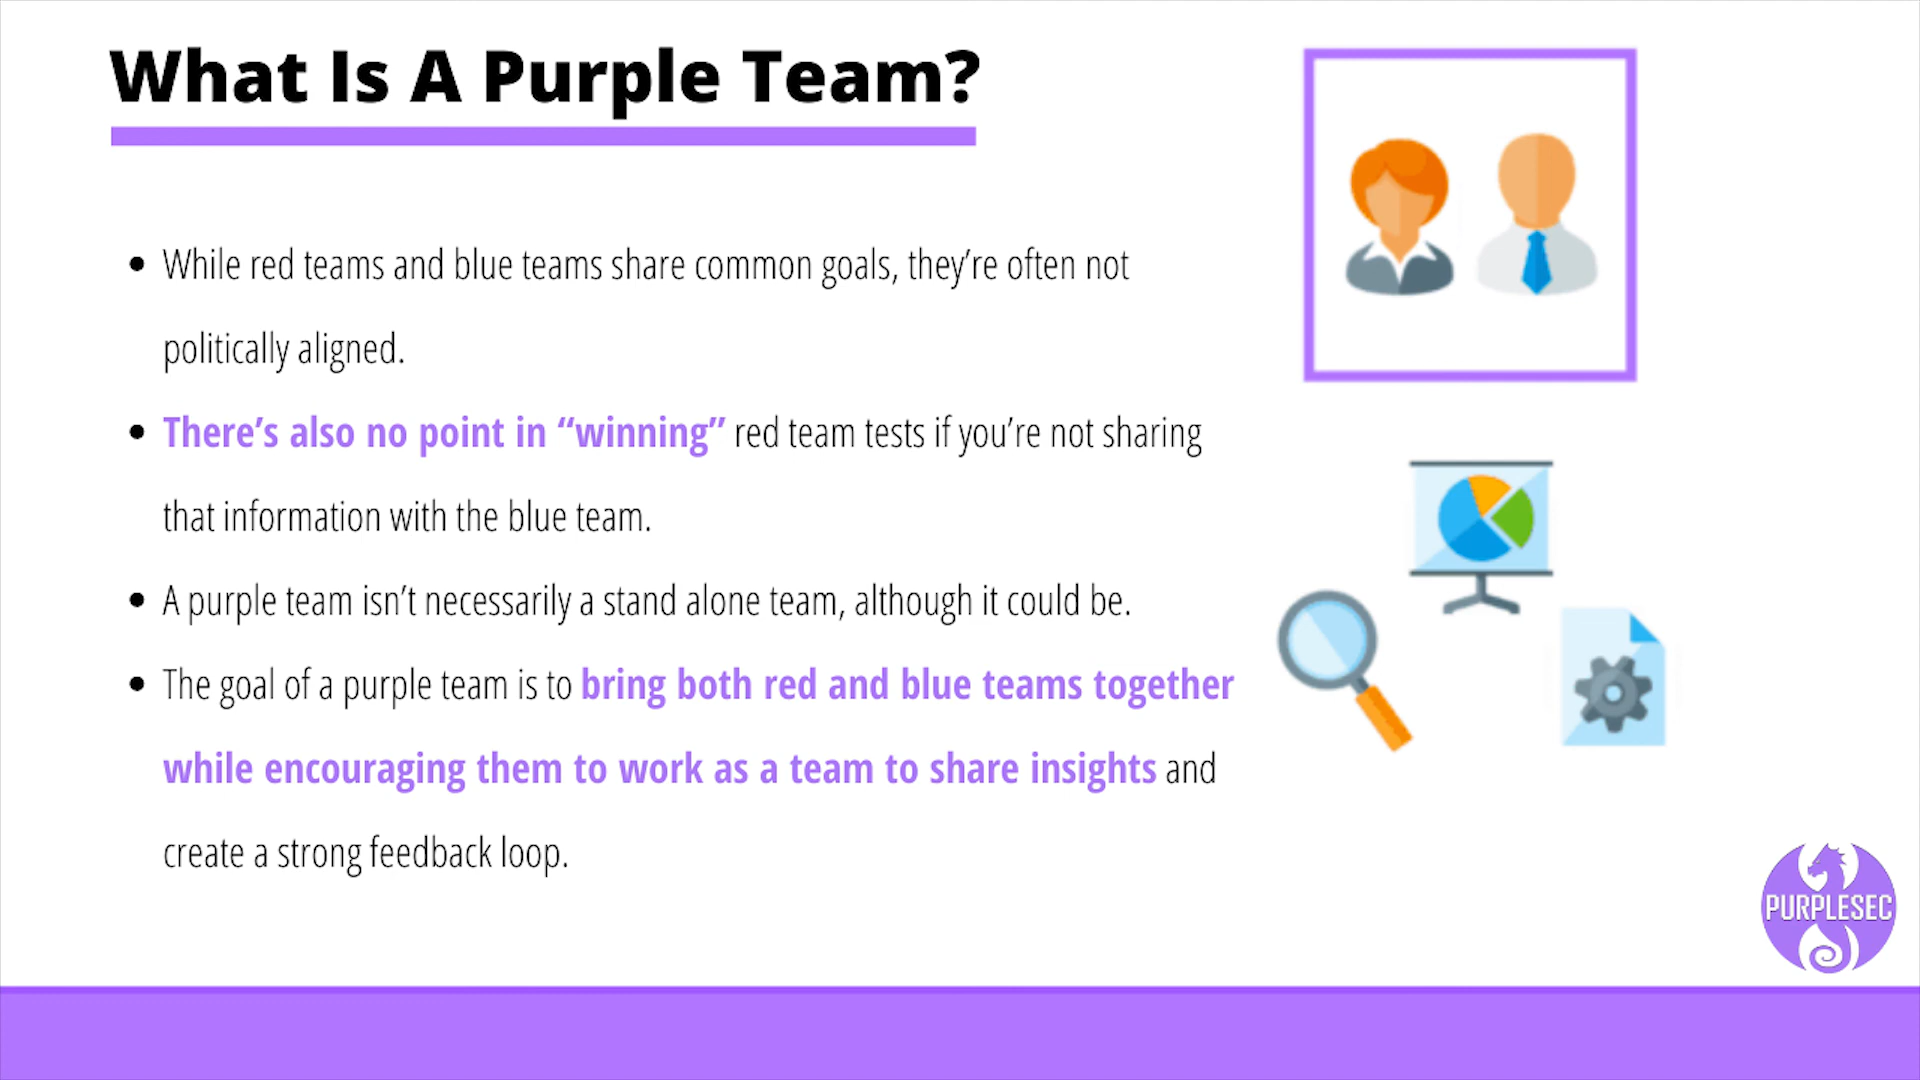 What Is A Purple Team?
• While red teams and blue teams share common goals, they’re often not
politically aligned.
• There’s also no point in “winning” red team tests if you’re not sharing
that information with the blue team.
• A purple team isn’t necessarily a stand alone team, although it could be.
• The goal of a purple team is to bring both red and blue teams together
while encouraging them to work as a team to share insights and
create a strong feedback loop.
PURPLESEC